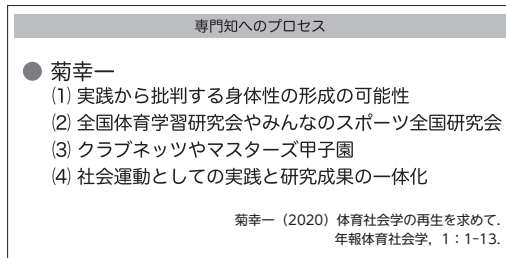 専門知へのプロセス
● 菊幸一
⑴ 実践から批判する身体性の形成の可能性
⑵ 全国体育学習研究会やみんなのスポーツ全国研究会
⑶ クラブネッツやマスターズ甲子園
⑷ 社会運動としての実践と研究成果の一体化
菊幸一（2020）体育社会学の再生を求めて．
年報体育社会学，1：1-13．